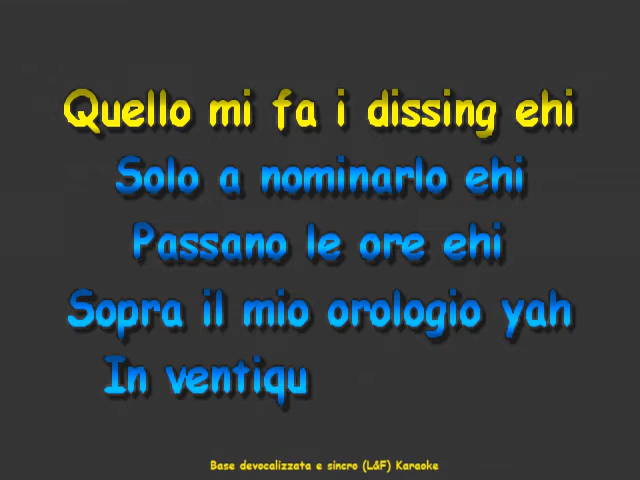 Quello mi fa i dissing ehi
Solo a nominarlo ehi
Passano le ore ehi
Sopra il mio orologio yah
In ventiqu
Base devocalizzata e sincro (L&F) Karaoke